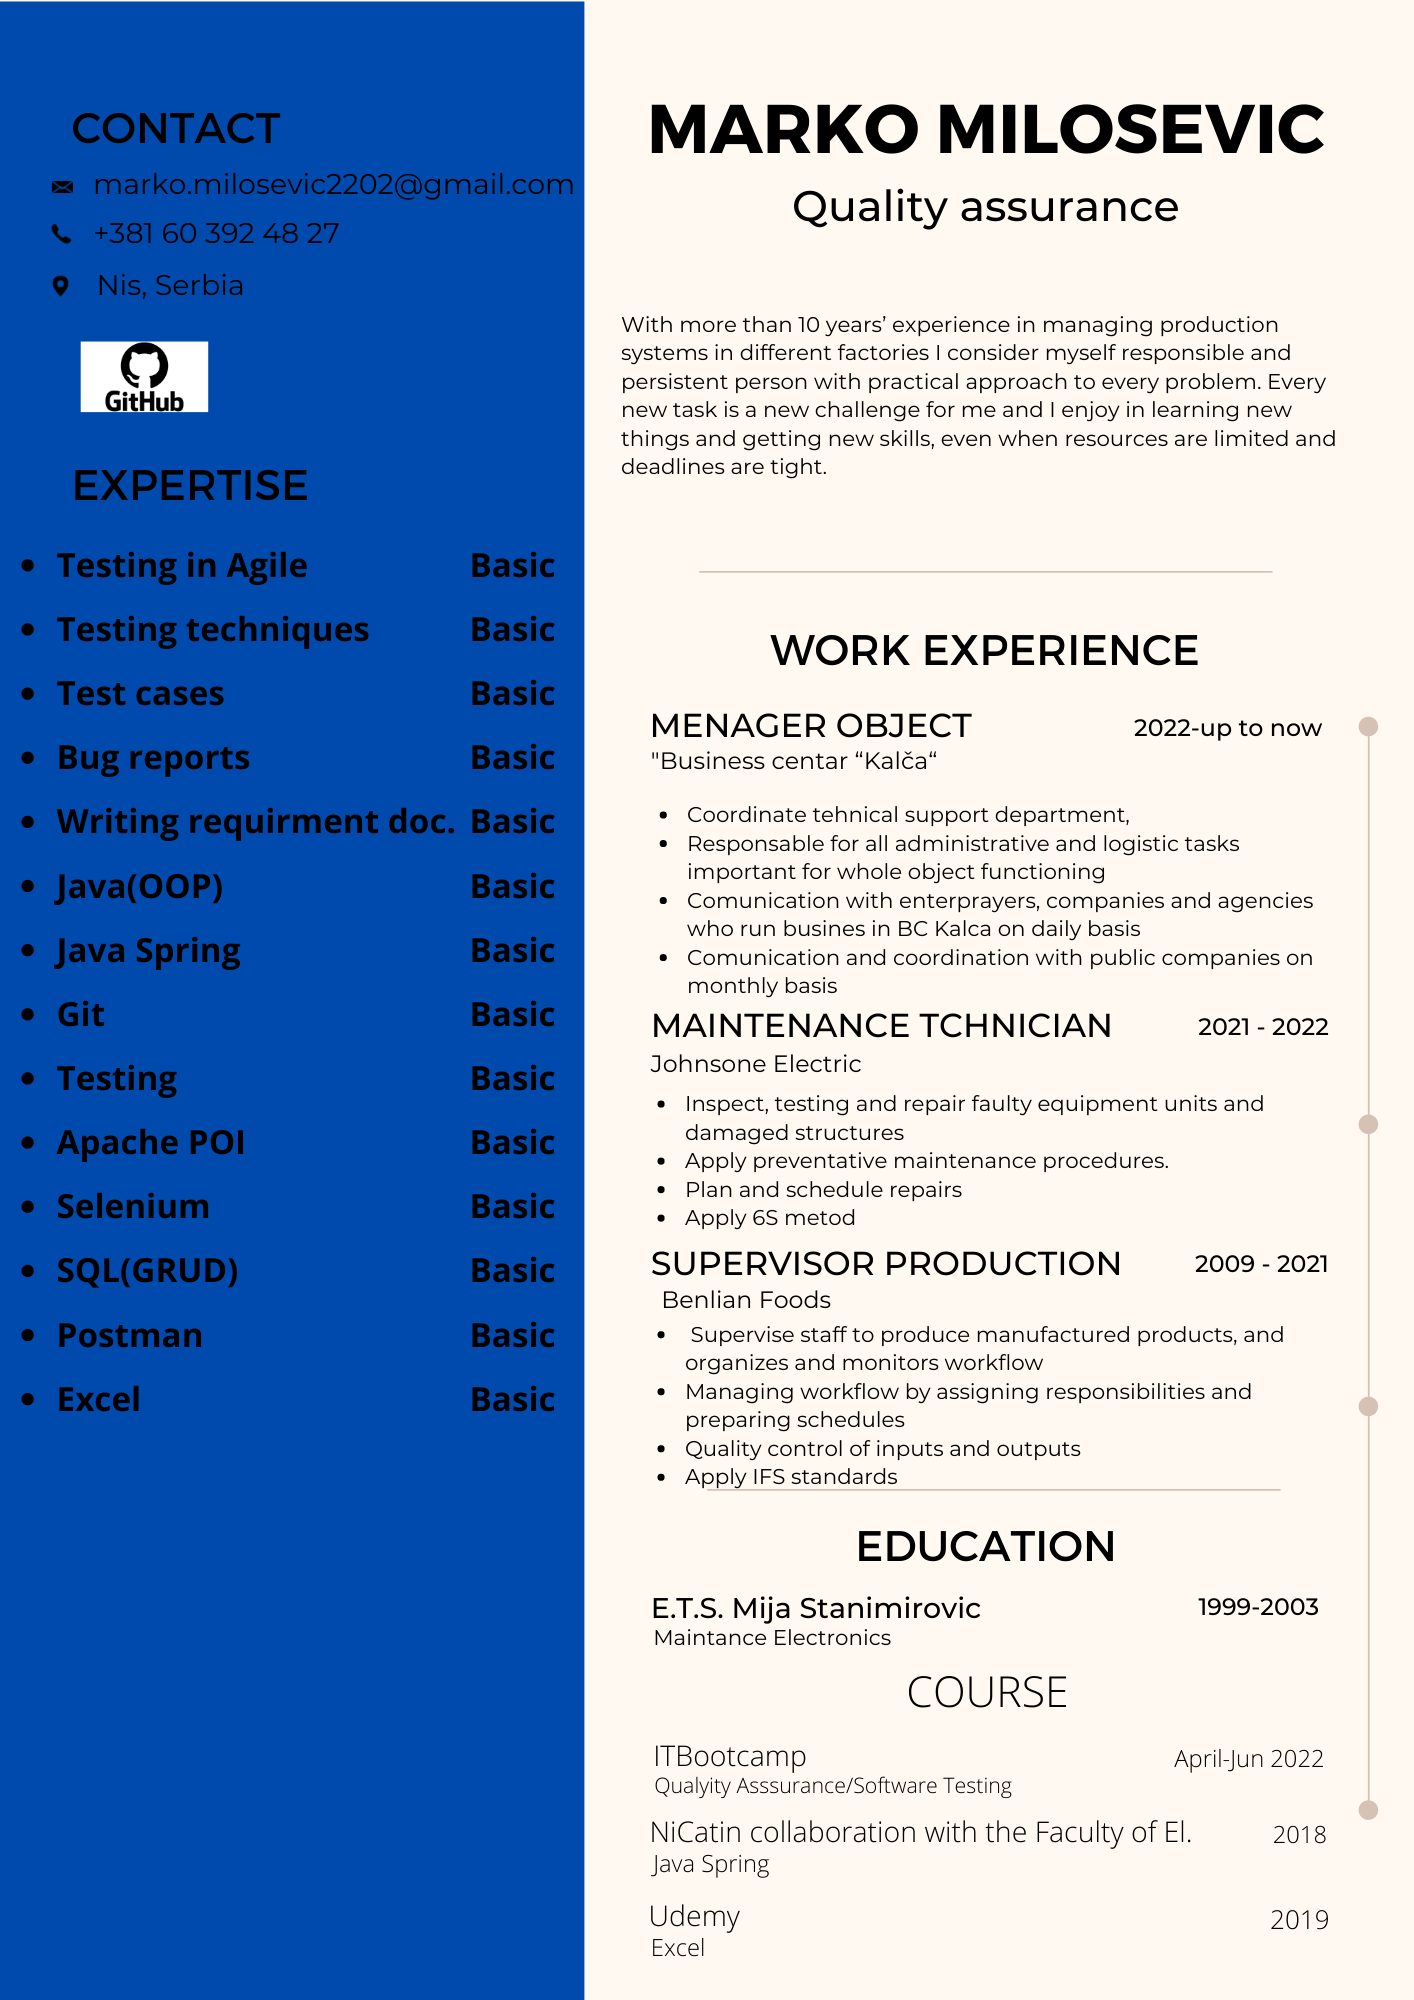 CONTACT
marko.milosevic2202@gmail.com
+381 60 392 48 27
Nis, Serbia
GitHub
EXPERTISE
• Testing in Agile Basic
• Testing techniques Basic
• Test cases Basic
• Bug reports Basic
• Writing requirment doc. Basic
• Java(OOP) Basic
• Java Spring Basic
• Git Basic
• Testing Basic
• Apache POI Basic
• Selenium Basic
• SQL(GRUD) Basic
• Postman Basic
• Excel Basic
MARKO MILOSEVIC
Quality assurance
With more than 10 years’ experience in managing production
systems in different factories I consider myself responsible and
persistent person with practical approach to every problem. Every
new task is a new challenge for me and I enjoy in learning new
things and getting new skills, even when resources are limited and
deadlines are tight.
WORK EXPERIENCE
MENAGER OBJECT 2022-up to now
"Business centar “Kalča“
• Coordinate tehnical support department,
• Responsable for all administrative and logistic tasks
important for whole object functioning
• Comunication with enterprayers, companies and agencies
who run busines in BC Kalca on daily basis
• Comunication and coordination with public companies on
monthly basis
MAINTENANCE TCHNICIAN 2021 - 2022
Johnsone Electric
• Inspect, testing and repair faulty equipment units and
damaged structures
• Apply preventative maintenance procedures.
• Plan and schedule repairs
• Apply 6S metod
SUPERVISOR PRODUCTION 2009 - 2021
Benlian Foods
• Supervise staff to produce manufactured products, and
organizes and monitors workflow
• Managing workflow by assigning responsibilities and
preparing schedules
• Quality control of inputs and outputs
• Apply IFS standards
EDUCATION
E.T.S. Mija Stanimirovic 1999-2003
Maintance Electronics
COURSE
ITBootcamp April-Jun 2022
Qualyity Asssurance/Software Testing
NiCatin collaboration with the Faculty of El. 2018
Java Spring
Udemy 2019
Excel